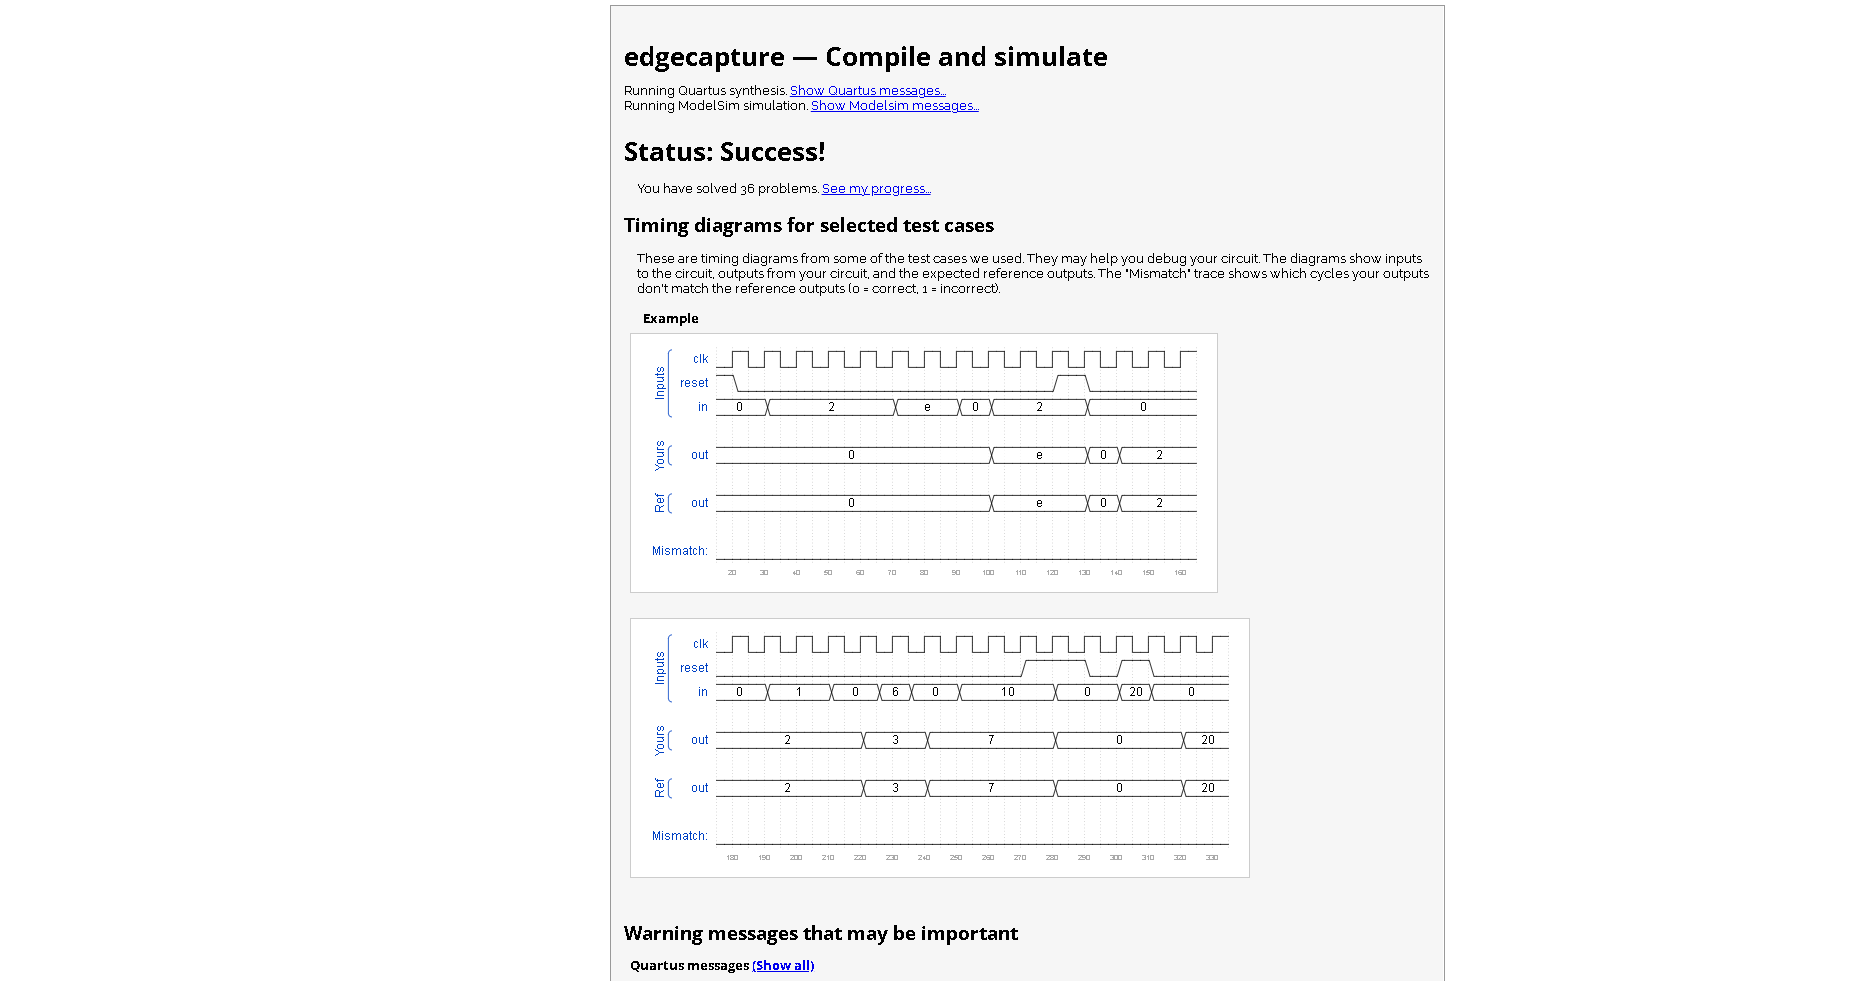 edgecapture — Compile and simulate
Running Quartus synthesis. Show Quartus messages...
Running ModelSim simulation. Show Modelsim messages...
Status: Success!
You have solved 36 problems. See my progress...
Timing diagrams for selected test cases
These are timing diagrams from some of the test cases we used. They may help you debug your circuit. The diagrams show inputs
to the circuit, outputs from your circuit, and the expected reference outputs. The "Mismatch" trace shows which cycles your outputs
don't match the reference outputs (0 = correct, 1 = incorrect).
Example
Inputs
clk
reset
in 0 2 e 0 2 0
Yours
out 0 e 0 2
Ref
out 0 e 0 2
Mismatch:
20 30 40 50 60 70 80 90 100 110 120 130 140 150 160
Inputs
clk
reset
in 0 1 0 6 0 10 0 20 0
Yours
out 2 3 7 0 20
Ref
out 2 3 7 0 20
Mismatch:
180 190 200 210 220 230 240 250 260 270 280 290 300 310 320 330
Warning messages that may be important
Quartus messages (Show all)